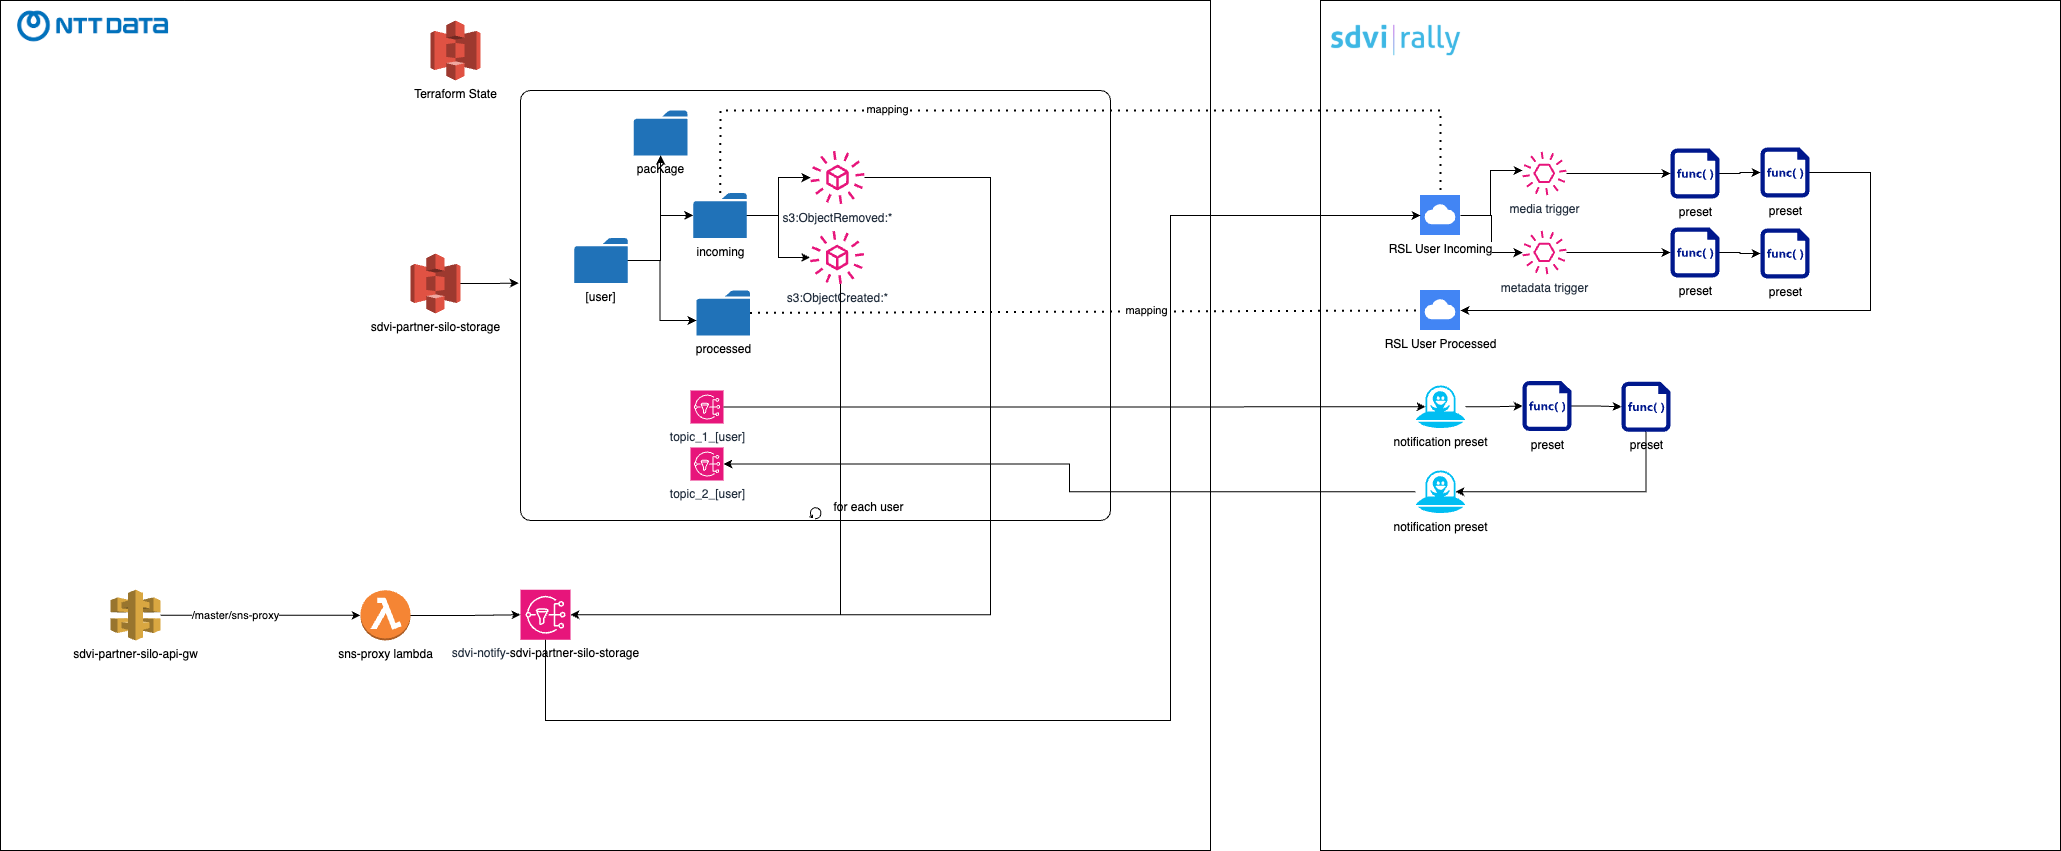 NTT DATA
sdvi|rally
Terraform State
package
mapping
incoming
s3:ObjectRemoved:*
[user]
s3:ObjectCreated:*
processed
sdvi-partner-silo-storage
mapping
topic_1_[user]
topic_2_[user]
for each user
/master/sns-proxy
sdvi-partner-silo-api-gw
sns-proxy lambda
sdvi-notify-sdvi-partner-silo-storage
RSL User Incoming
media trigger
func( )
preset
func( )
preset
metadata trigger
func( )
preset
func( )
preset
RSL User Processed
notification preset
func( )
preset
func( )
preset
notification preset